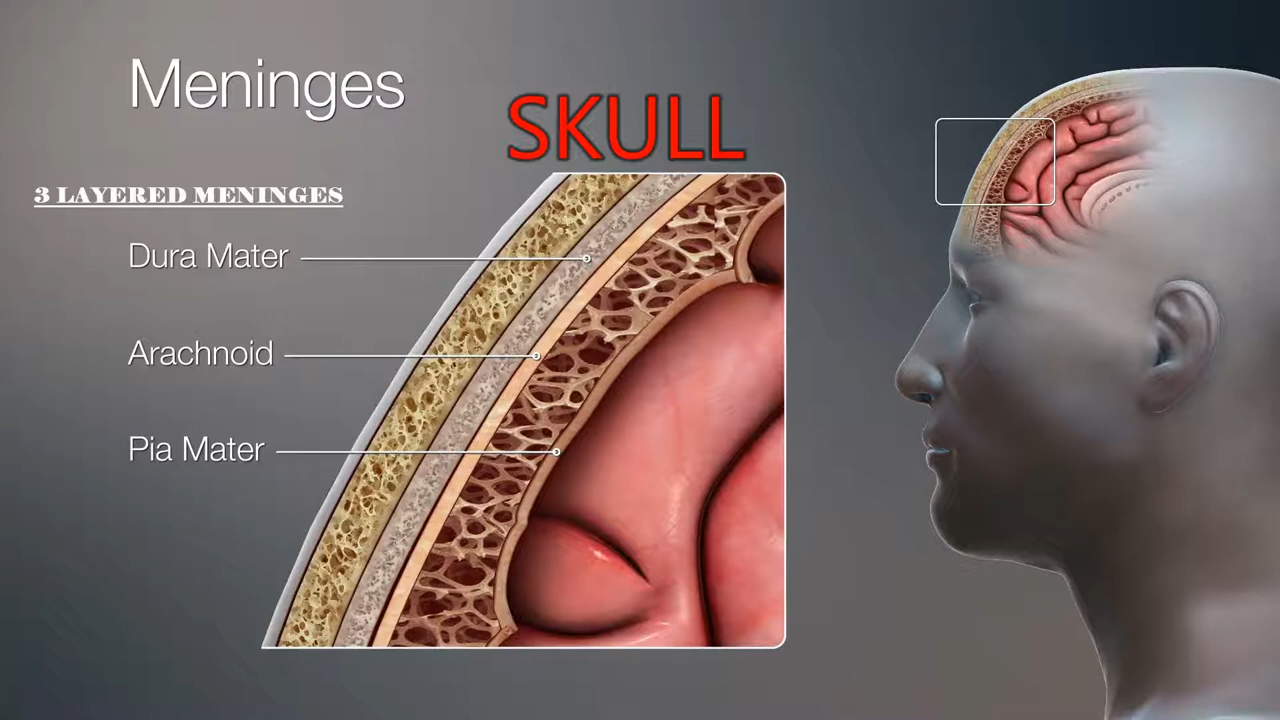 Meninges
SKULL
3 LAYERED MENINGES
Dura Mater
Arachnoid
Pia Mater